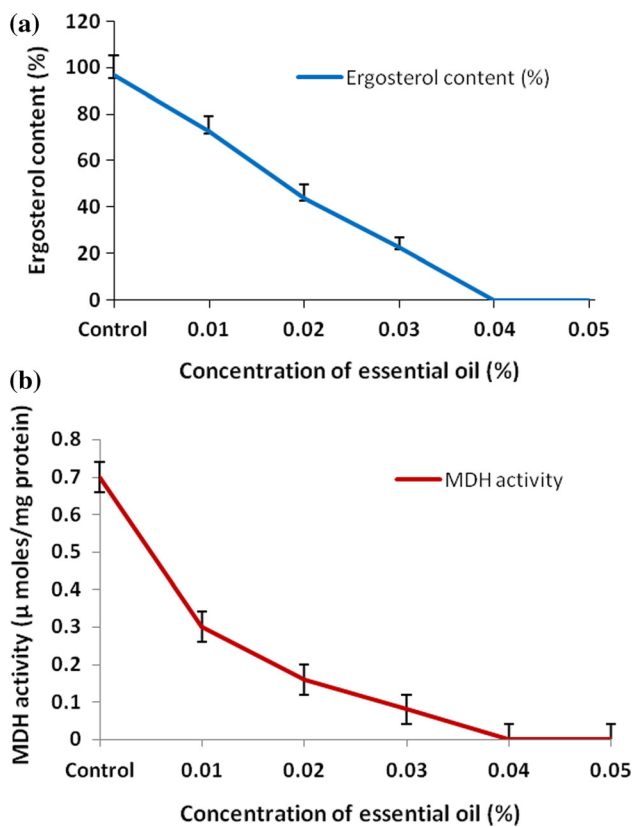 (a)
120
100
80
60
40
20
0
Ergosterol content (%)
Ergosterol content (%)
Control 0.01 0.02 0.03 0.04 0.05
Concentration of essential oil (%)
(b)
0.8
0.7
0.6
0.5
0.4
0.3
0.2
0.1
0
MDH activity (µ moles/mg protein)
MDH activity
Control 0.01 0.02 0.03 0.04 0.05
Concentration of essential oil (%)